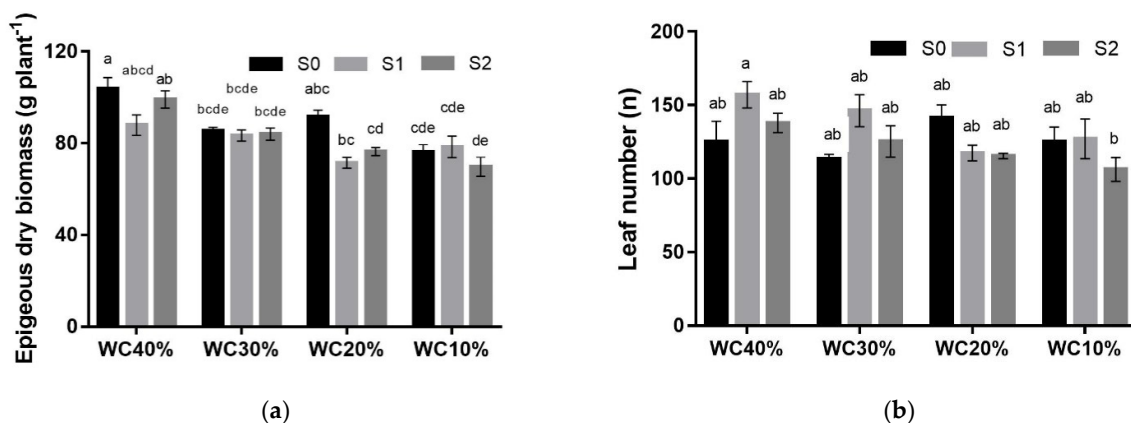 120
80
40
0
Epigeous dry biomass (g plant⁻¹)
S0 S1 S2
a abcd ab
bcde bcde bcde
abc bc cd
cde cde de
WC40% WC30% WC20% WC10%
(a)
200
150
100
50
0
Leaf number (n)
S0 S1 S2
ab a ab
ab ab ab
ab ab ab
ab ab b
WC40% WC30% WC20% WC10%
(b)